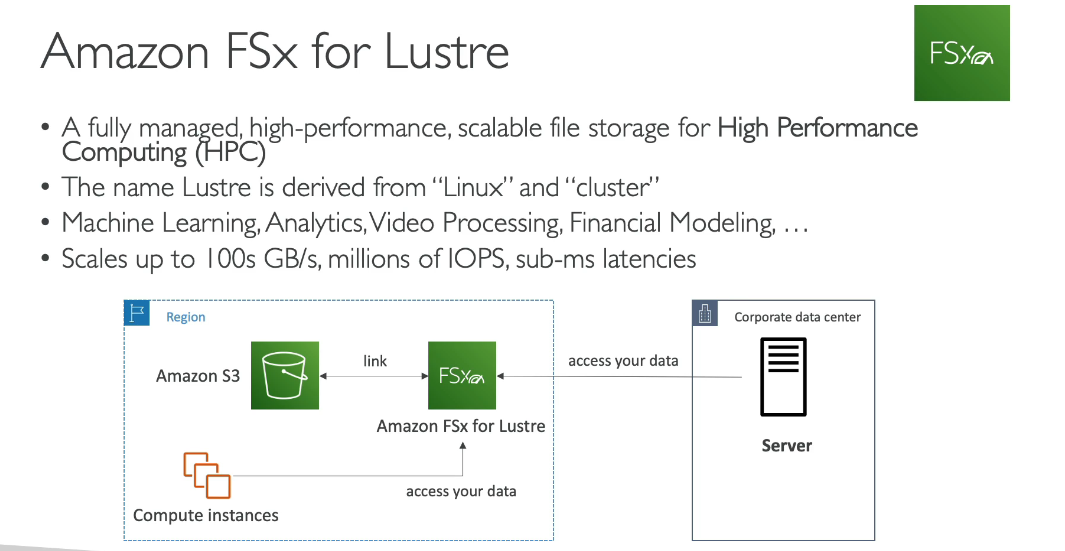 Amazon FSx for Lustre
FSx
• A fully managed, high-performance, scalable file storage for High Performance
Computing (HPC)
• The name Lustre is derived from “Linux” and “cluster”
• Machine Learning, Analytics, Video Processing, Financial Modeling, …
• Scales up to 100s GB/s, millions of IOPS, sub-ms latencies
Region
Corporate data center
Amazon S3
link
FSx
access your data
Amazon FSx for Lustre
Server
access your data
Compute instances